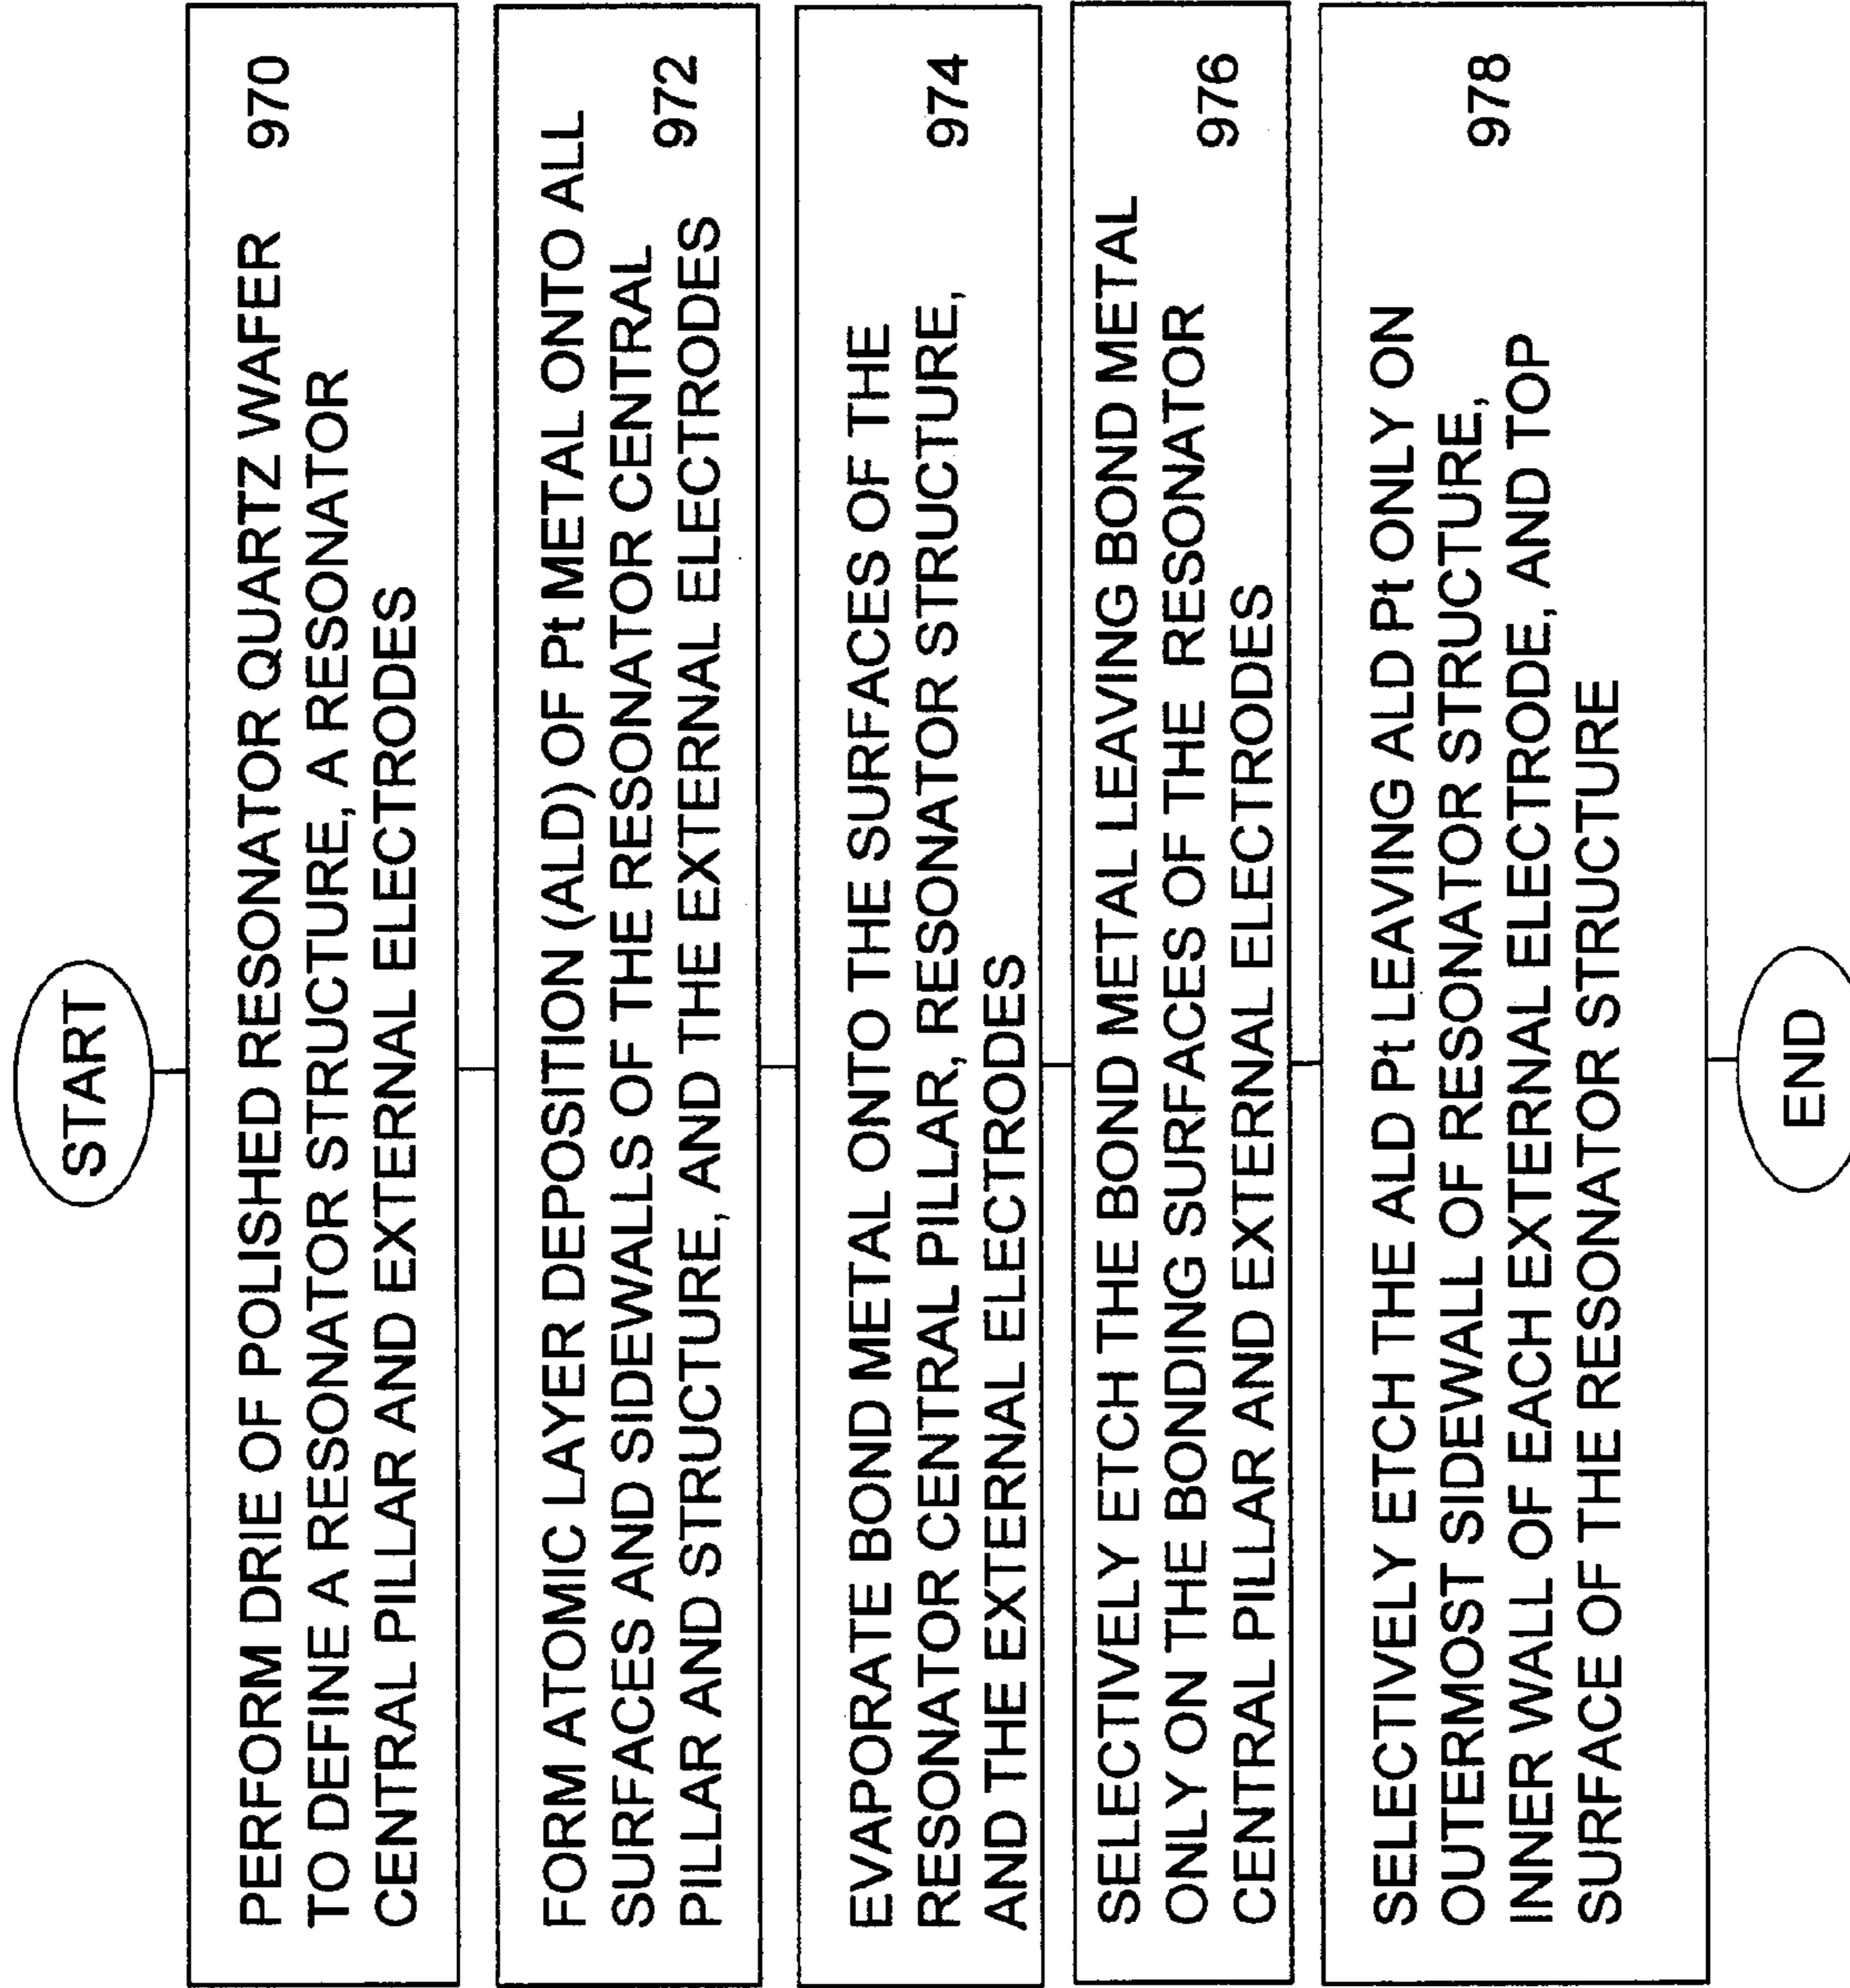 START
PERFORM DRIE OF POLISHED RESONATOR QUARTZ WAFER 970
TO DEFINE A RESONATOR STRUCTURE, A RESONATOR
CENTRAL PILLAR AND EXTERNAL ELECTRODES
FORM ATOMIC LAYER DEPOSITION (ALD) OF Pt METAL ONTO ALL
SURFACES AND SIDEWALLS OF THE RESONATOR CENTRAL
PILLAR AND STRUCTURE, AND THE EXTERNAL ELECTRODES 972
EVAPORATE BOND METAL ONTO THE SURFACES OF THE
RESONATOR CENTRAL PILLAR, RESONATOR STRUCTURE, 974
AND THE EXTERNAL ELECTRODES
SELECTIVELY ETCH THE BOND METAL LEAVING BOND METAL
ONLY ON THE BONDING SURFACES OF THE RESONATOR
CENTRAL PILLAR AND EXTERNAL ELECTRODES 976
SELECTIVELY ETCH THE ALD Pt LEAVING ALD Pt ONLY ON
OUTERMOST SIDEWALL OF RESONATOR STRUCTURE, 978
INNER WALL OF EACH EXTERNAL ELECTRODE, AND TOP
SURFACE OF THE RESONATOR STRUCTURE
END